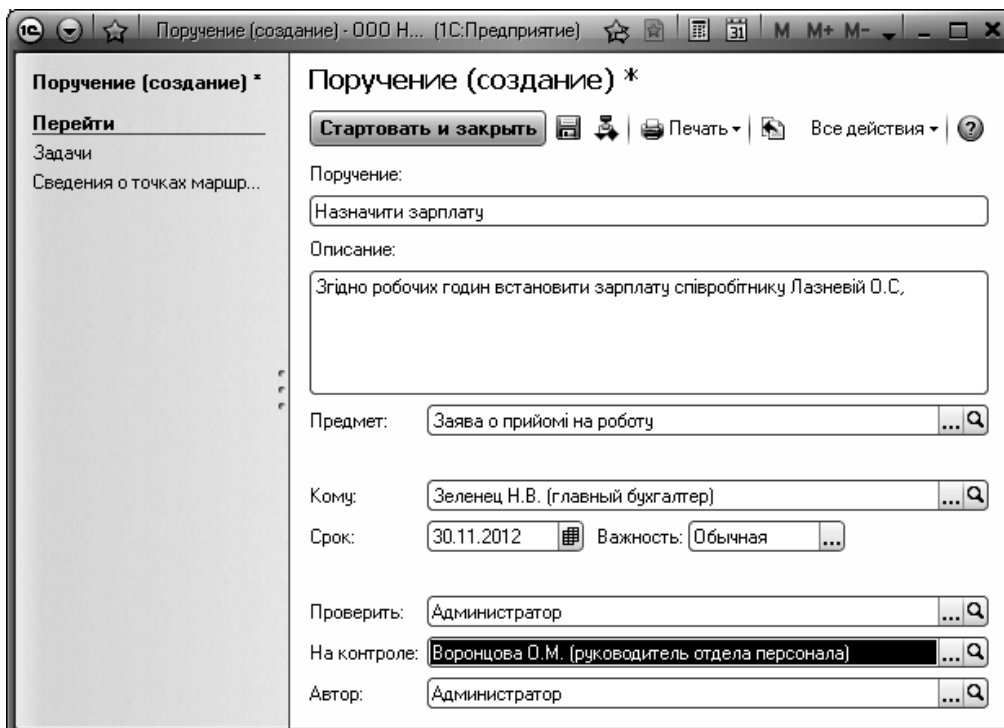 Поручение (создание) - ООО Н... (1С:Предприятие) 31 M M+ M-
Поручение (создание) *
Перейти
Задачи
Сведения о точках маршр...
Поручение (создание) *
Стартовать и закрыть Печать Все действия ?
Поручение:
Назначити зарплату
Описание:
Згідно робочих годин встановити зарплату співробітнику Лазневій О.С,
Предмет: Заява о прийомі на роботу ...
Кому: Зеленец Н.В. (главный бухгалтер) ...
Срок: 30.11.2012 Важность: Обычная ...
Проверить: Администратор ...
На контроле: Воронцова О.М. (руководитель отдела персонала) ...
Автор: Администратор ...